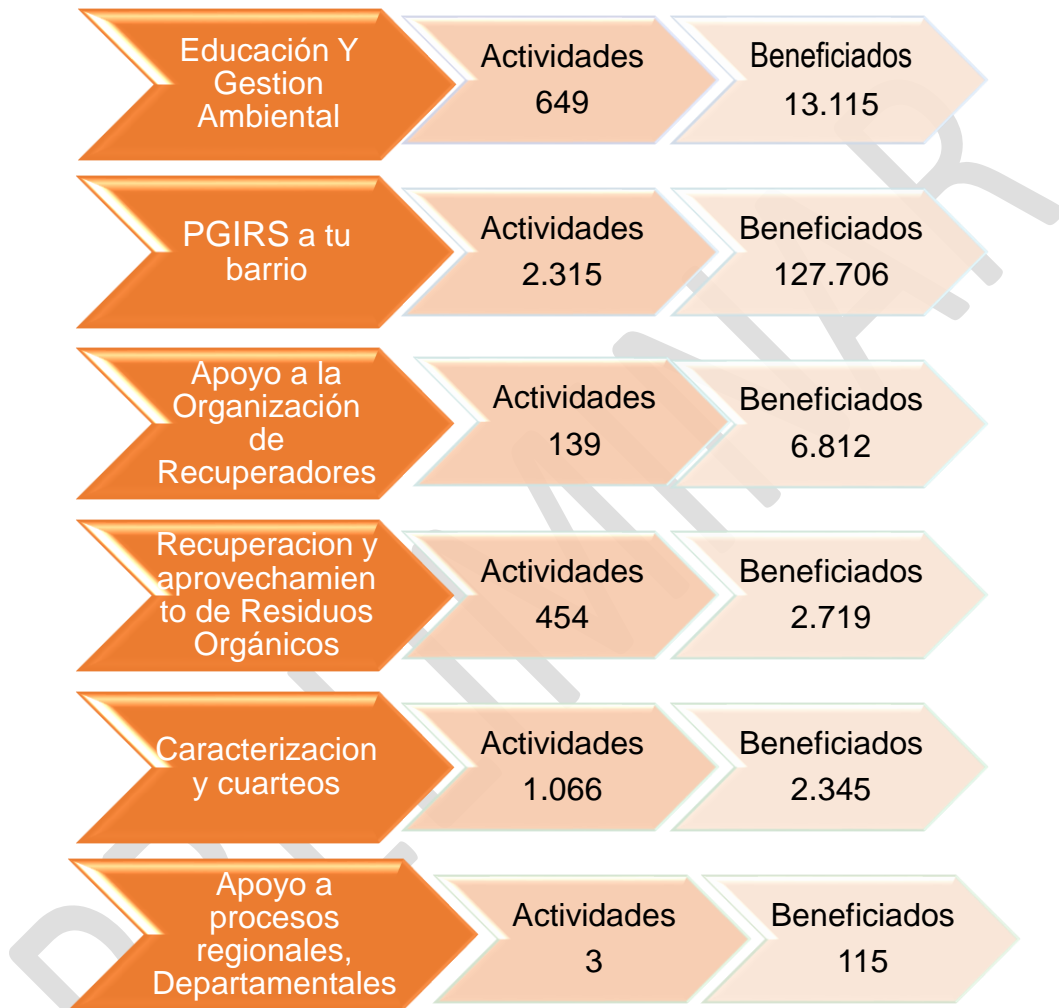 Educación Y
Gestion
Ambiental
Actividades
649
Beneficiados
13.115
PGIRS a tu
barrio
Actividades
2.315
Beneficiados
127.706
Apoyo a la
Organización
de
Recuperadores
Actividades
139
Beneficiados
6.812
Recuperacion y
aprovechamien
to de Residuos
Orgánicos
Actividades
454
Beneficiados
2.719
Caracterizacion
y cuarteos
Actividades
1.066
Beneficiados
2.345
Apoyo a
procesos
regionales,
Departamentales
Actividades
3
Beneficiados
115
PRELIMINAR